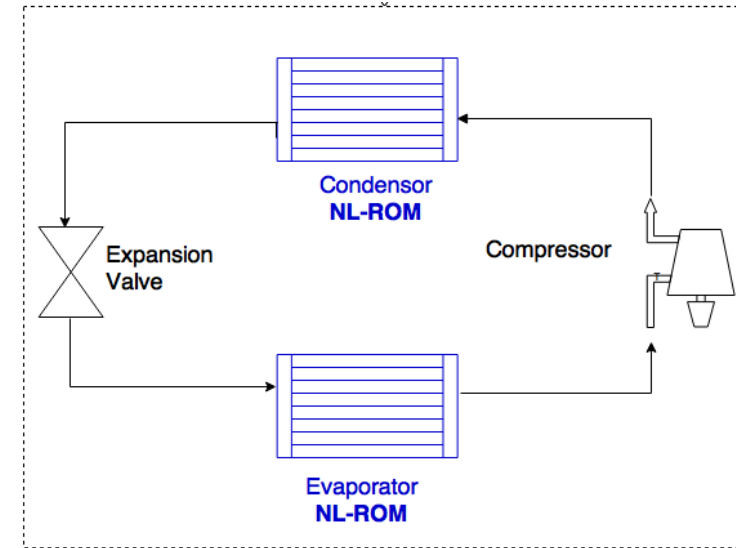 Condensor
NL-ROM
Expansion
Valve
Compressor
Evaporator
NL-ROM